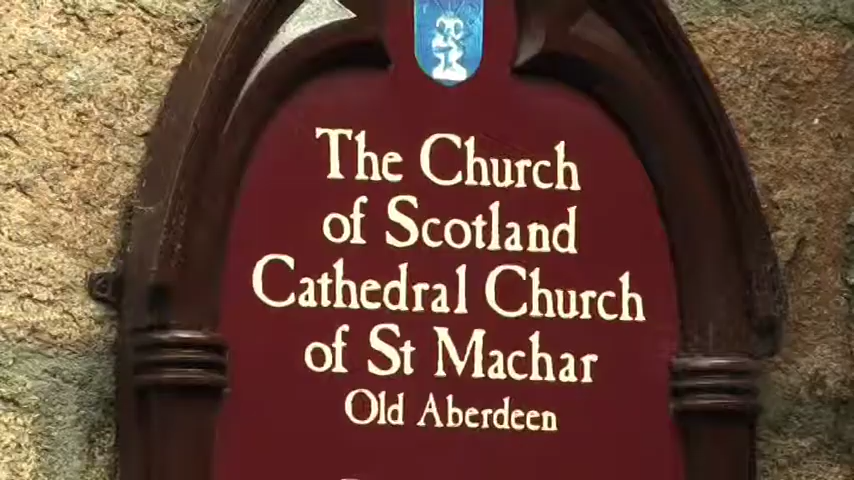 The Church
of Scotland
Cathedral Church
of St Machar
Old Aberdeen